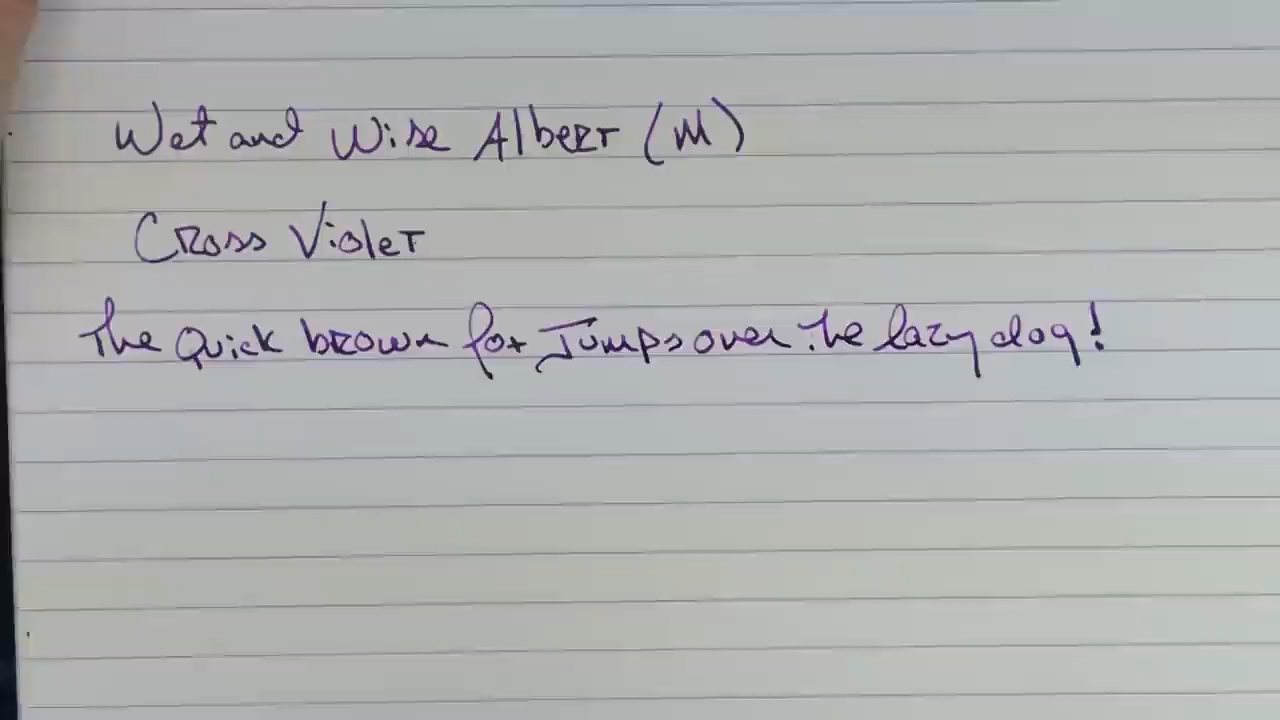 Wet and Wise Albert (M)
Cross Violet
The Quick brown fox Jumps over the lazy dog!